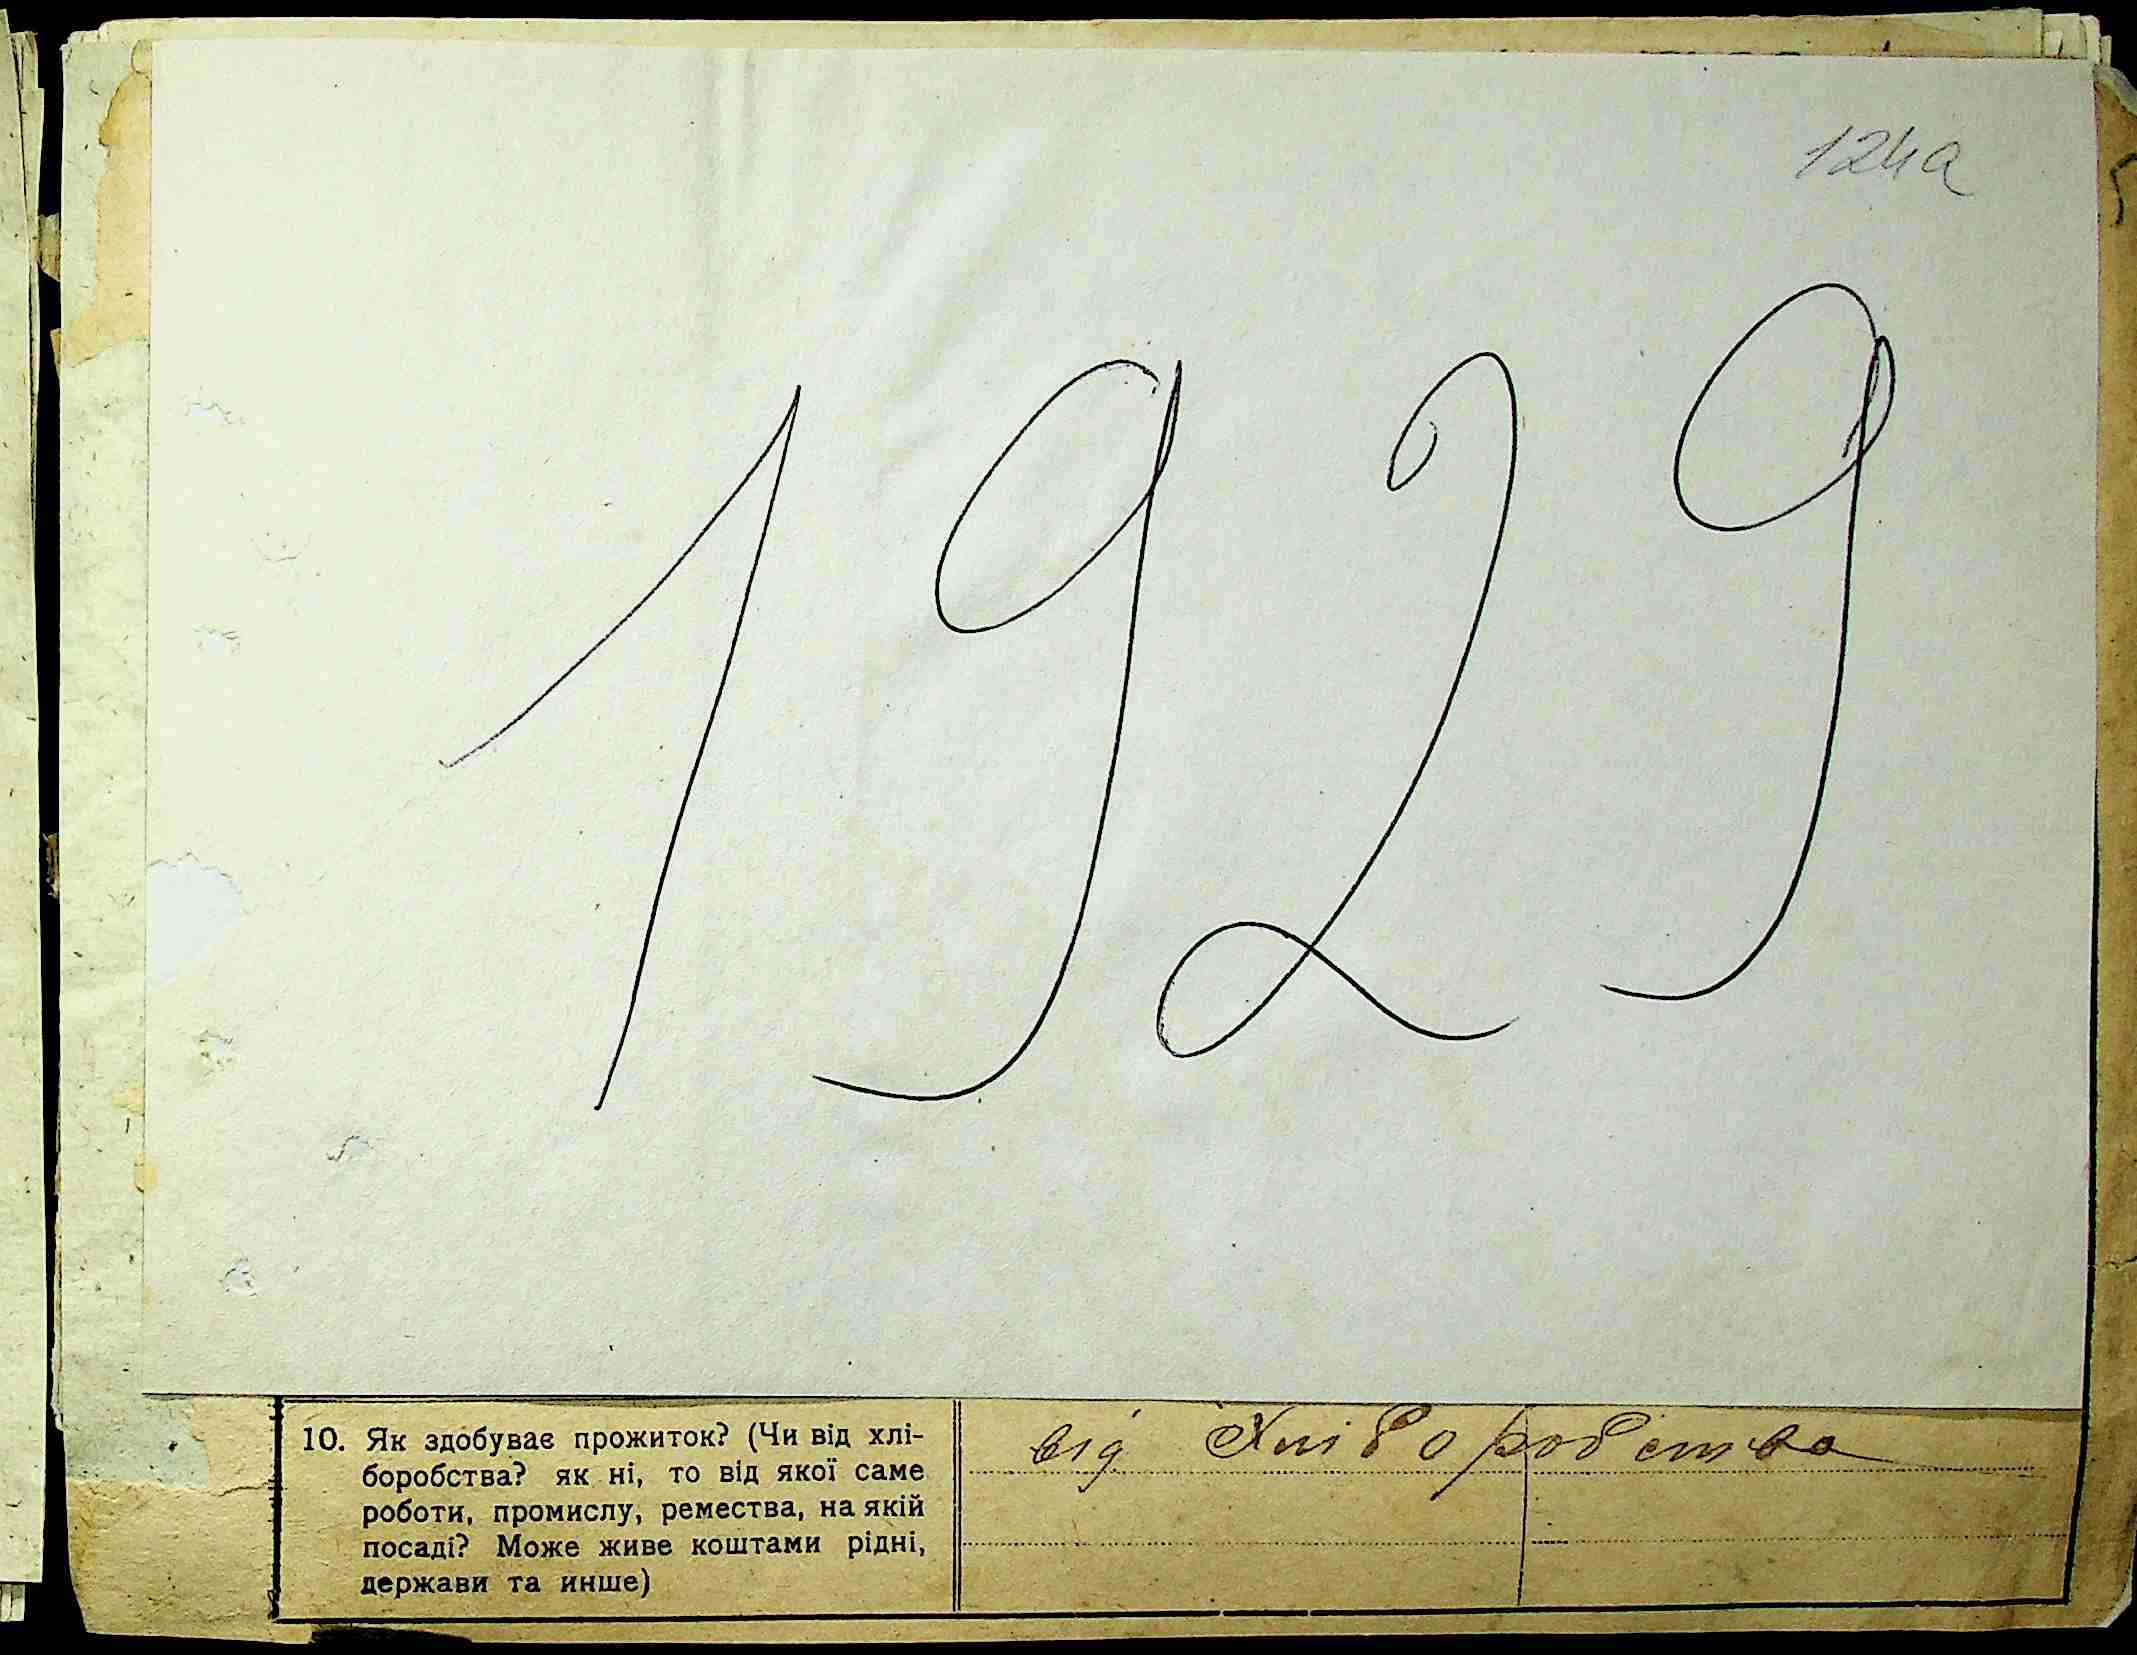 124а
1929
10. Як здобуває прожиток? (Чи від хлі-
боробства? як ні, то від якої саме
роботи, промислу, ремества, на якій
посаді? Може живе коштами рідні,
держави та инше)
від Хліборобства